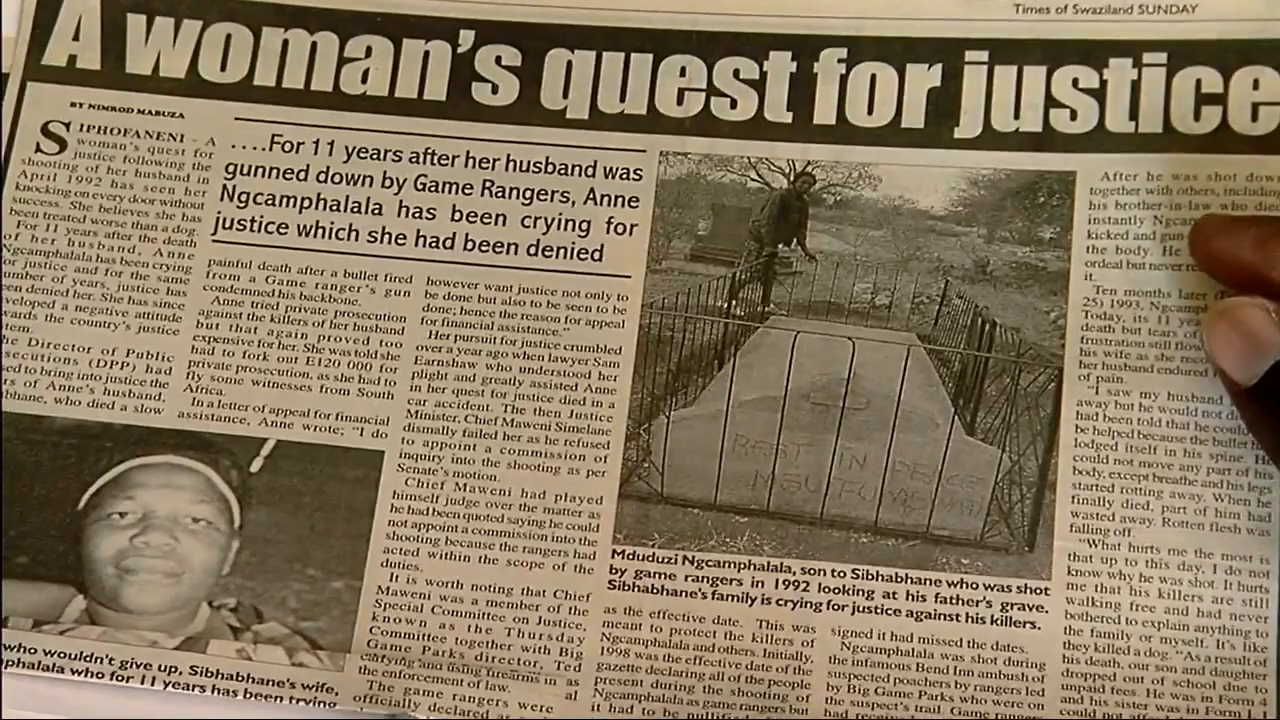 Times of Swaziland SUNDAY
A woman's quest for justice
BY NIMROD MABUZA
SIPHOFANENI - A
woman's quest for
justice following the
shooting of her husband in
April 1992 has seen her
knocking on every door without
success. She believes she has
been treated worse than a dog.
For 11 years after the death
of her husband, Anne
Ngcamphalala has been crying
for justice and for the same
number of years, justice has
been denied her. She has since
developed a negative attitude
towards the country's justice
The Director of Public
(DPP) had
to bring into justice the
of Anne's husband,
who died a slow
....For 11 years after her husband was
gunned down by Game Rangers, Anne
Ngcamphalala has been crying for
justice which she had been denied
painful death after a bullet fired
from a Game ranger's gun
condemned his backbone.
Anne tried private prosecution
against the killers of her husband
but that again proved too
expensive for her. She was told she
had to fork out E120 000 for
private prosecution, as she had to
fly some witnesses from South
Africa.
In a letter of appeal for financial
assistance, Anne wrote; "I do
however want justice not only to
be done but also to be seen to be
done; hence the reason for appeal
for financial assistance."
Her pursuit for justice crumbled
over a year ago when lawyer Sam
Earnshaw who understood her
plight and greatly assisted Anne
in her quest for justice died in a
car accident. The then Justice
Minister, Chief Maweni Simelane
dismally failed her as he refused
to appoint a commission of
inquiry into the shooting as per
Senate's motion.
Chief Maweni had played
himself judge over the matter as
he had been quoted saying he could
not appoint a commission into the
shooting because the rangers had
acted within the scope of the
duties.
It is worth noting that Chief
Maweni was a member of the
Special Committee on Justice,
known as the Thursday
Committee together with Big
Game Parks director, Ted
carrying and using firearms in
the enforcement of law.
The game rangers were
officially declared
REST IN PEACE
Mduduzi Ngcamphalala, son to Sibhabhane who was shot
by game rangers in 1992 looking at his father's grave.
Sibhabhane's family is crying for justice against his killers.
as the effective date. This was
meant to protect the killers of
Ngcamphalala and others. Initially,
1998 was the effective date of the
gazette declaring all of the people
present during the shooting of
Ngcamphalala as game rangers but
it had to be nullified
signed it had missed the dates.
Ngcamphalala was shot during
the infamous Bend Inn ambush of
suspected poachers by rangers led
by Big Game Parks who were on
the suspect's trail. Game rangers
After he was shot down
together with others, including
his brother-in-law who died
instantly
kicked and gun-
the body. He
ordeal but never
it.
Ten months later
25) 1993,
Today, its 11
death but tears of
frustration still
his wife as she
her husband endured
of pain.
"I saw my husband
away but he would not
had been told that he could
be helped because the bullet
lodged itself in his spine. He
could not move any part of his
body, except breathe and his legs
started rotting away. When he
finally died, part of him had
wasted away. Rotten flesh was
falling off.
"What hurts me the most is
that up to this day, I do not
know why he was shot. It hurts
me that his killers are still
walking free and had never
bothered to explain anything to
the family or myself. It's like
they killed a dog. "As a result of
his death, our son and daughter
dropped out of school due to
unpaid fees. He was in Form 4
and his sister was in Form 1
could not
who wouldn't give up, Sibhabhane's wife,
who for 11 years has been trying